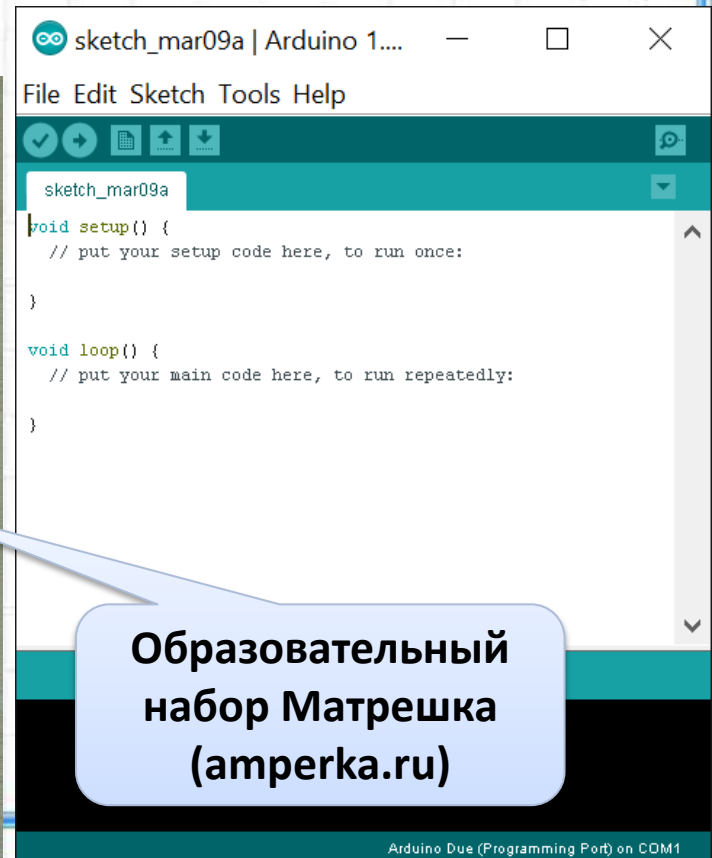 sketch_mar09a | Arduino 1....
File Edit Sketch Tools Help
sketch_mar09a
void setup() {
// put your setup code here, to run once:
}
void loop() {
// put your main code here, to run repeatedly:
}
Образовательный
набор Матрешка
(amperka.ru)
Arduino Due (Programming Port) on COM1